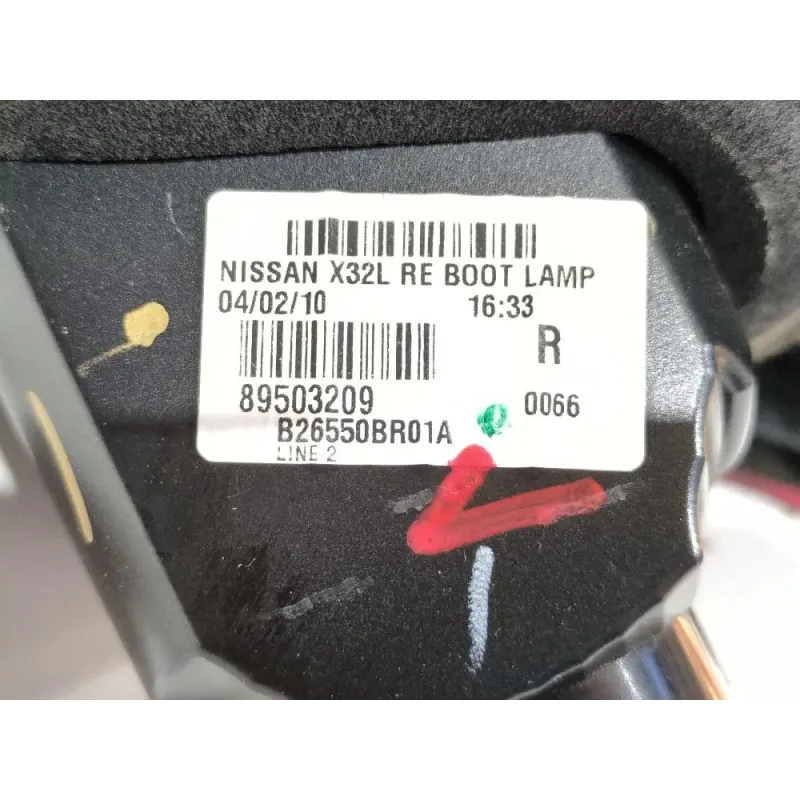 NISSAN X32L RE BOOT LAMP
04/02/10 16:33
R
89503209 0066
B26550BR01A
LINE 2